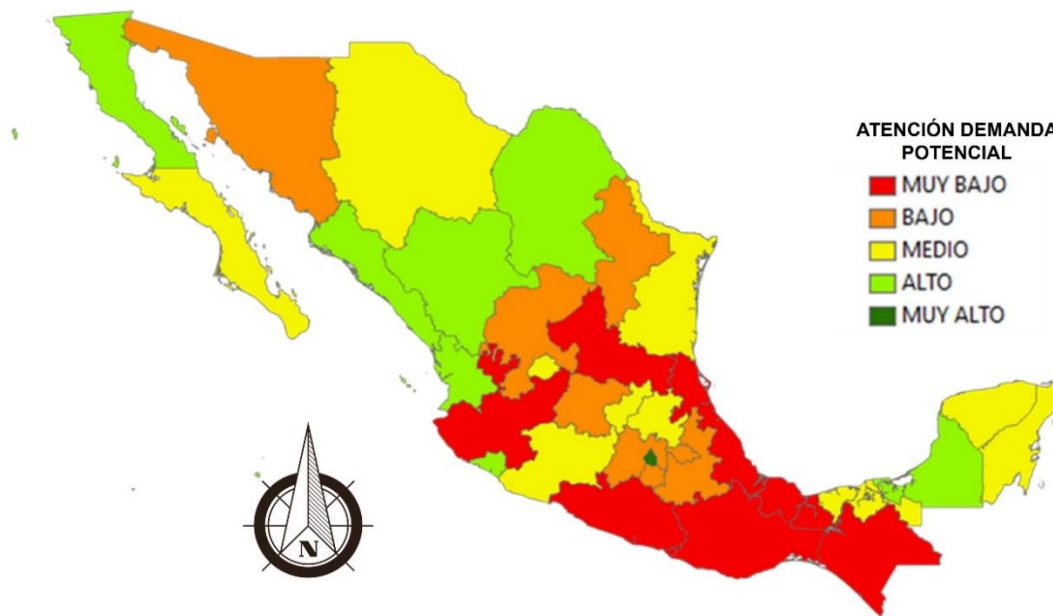 ATENCIÓN DEMANDA
POTENCIAL
MUY BAJO
BAJO
MEDIO
ALTO
MUY ALTO
N